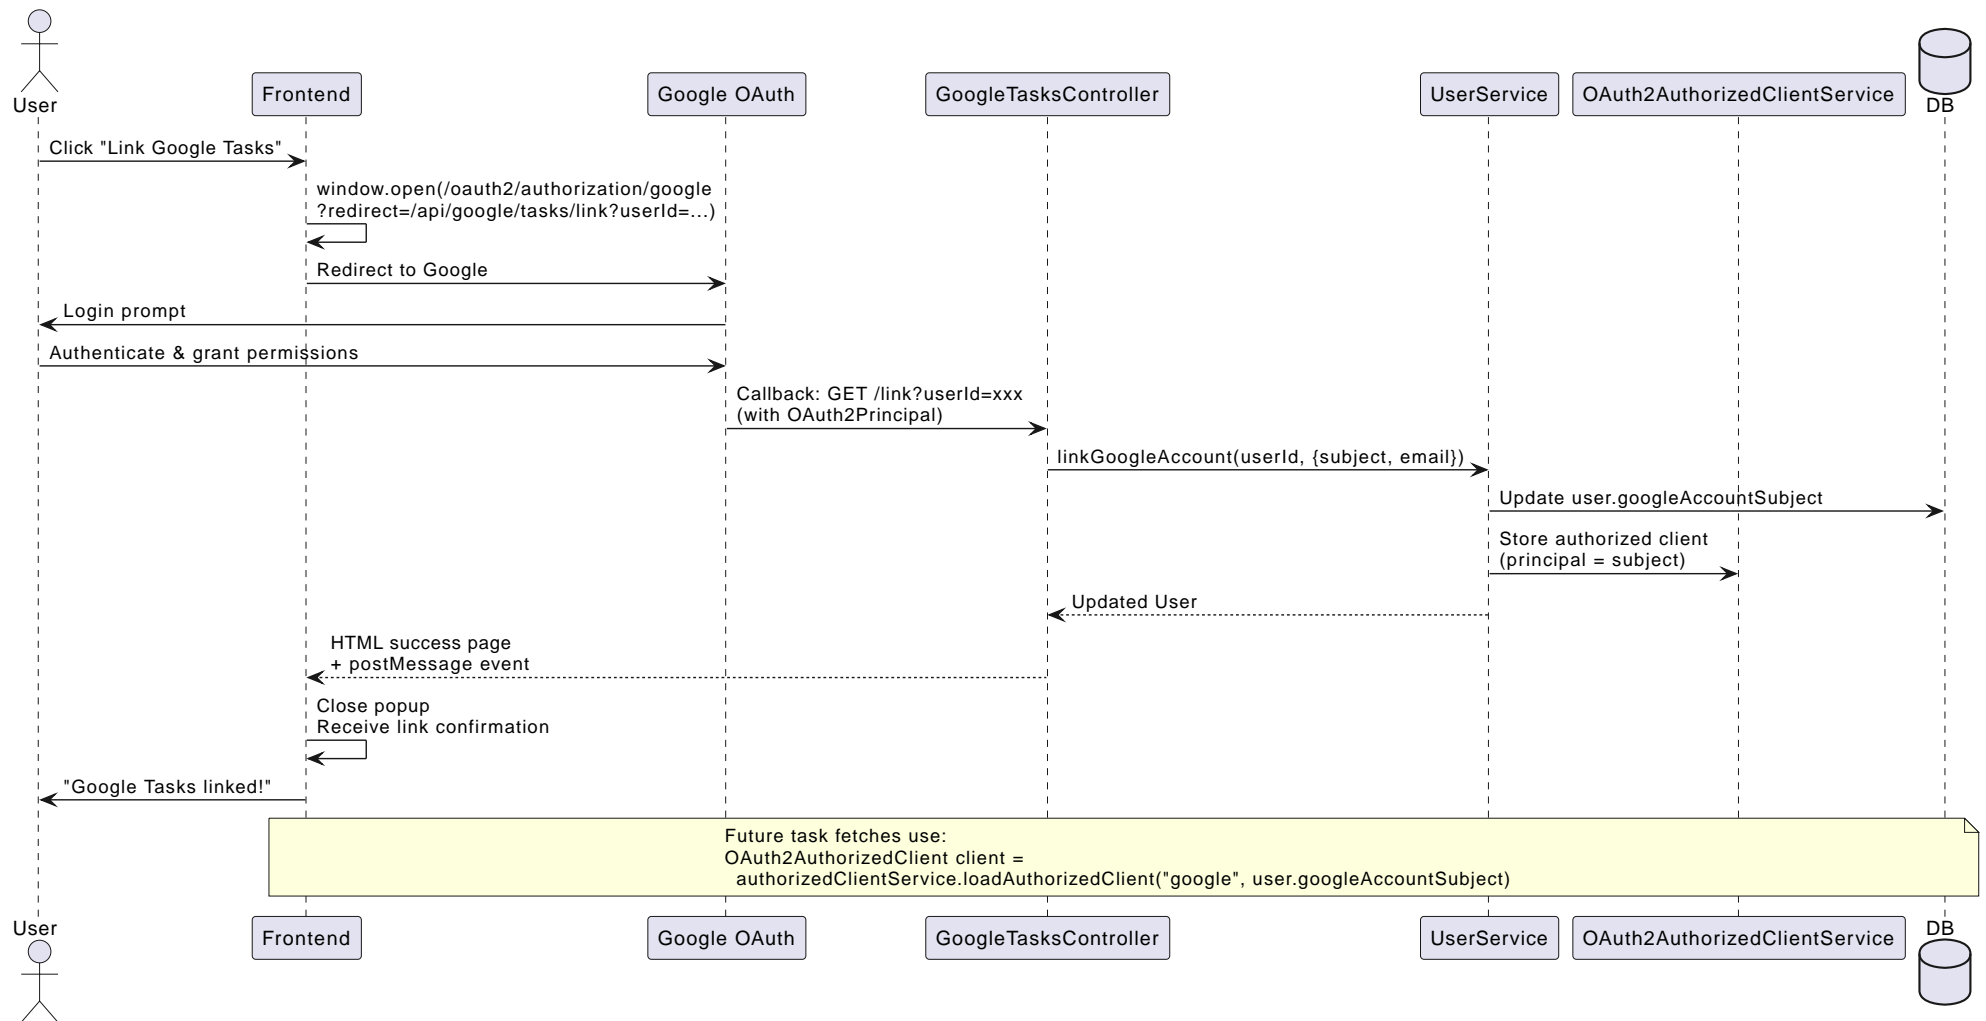 User
Frontend
Google OAuth
GoogleTasksController
UserService
OAuth2AuthorizedClientService
DB
Click "Link Google Tasks"
window.open(/oauth2/authorization/google
?redirect=/api/google/tasks/link?userId=...)
Redirect to Google
Login prompt
Authenticate & grant permissions
Callback: GET /link?userId=xxx
(with OAuth2Principal)
linkGoogleAccount(userId, {subject, email})
Update user.googleAccountSubject
Store authorized client
(principal = subject)
Updated User
HTML success page
+ postMessage event
Close popup
Receive link confirmation
"Google Tasks linked!"
Future task fetches use:
OAuth2AuthorizedClient client =
authorizedClientService.loadAuthorizedClient("google", user.googleAccountSubject)
User
Frontend
Google OAuth
GoogleTasksController
UserService
OAuth2AuthorizedClientService
DB